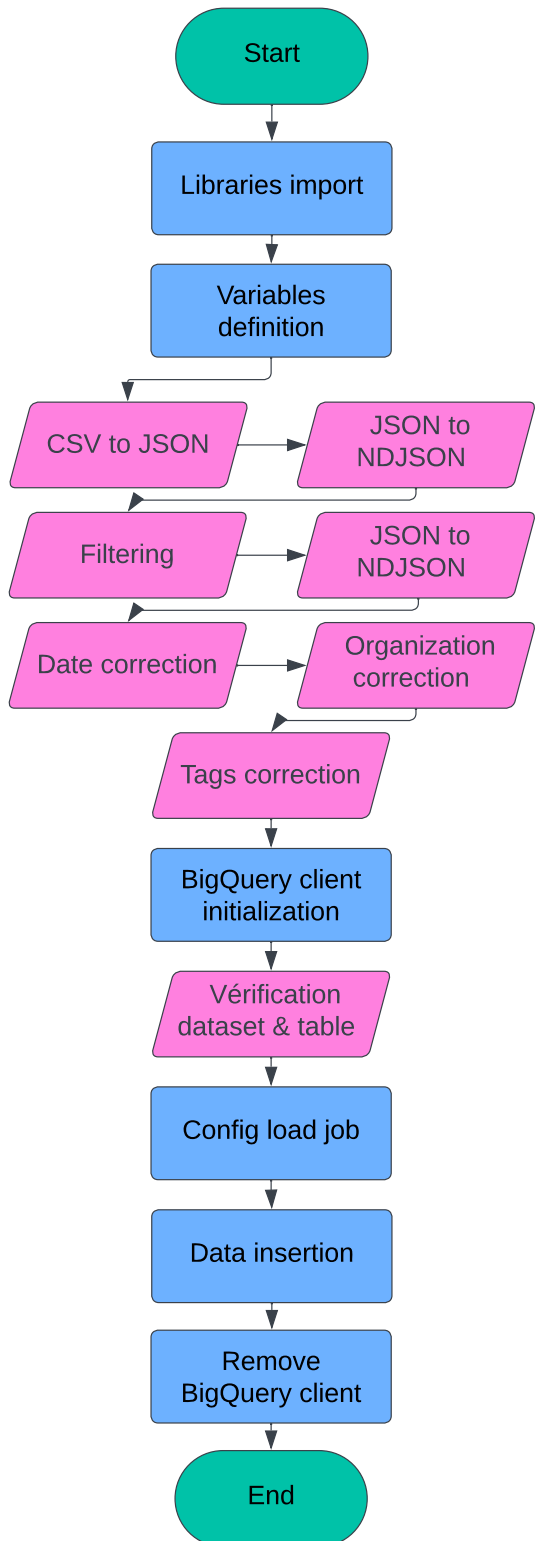 Start
Libraries import
Variables
definition
CSV to JSON
JSON to
NDJSON
Filtering
JSON to
NDJSON
Date correction
Organization
correction
Tags correction
BigQuery client
initialization
Vérification
dataset & table
Config load job
Data insertion
Remove
BigQuery client
End